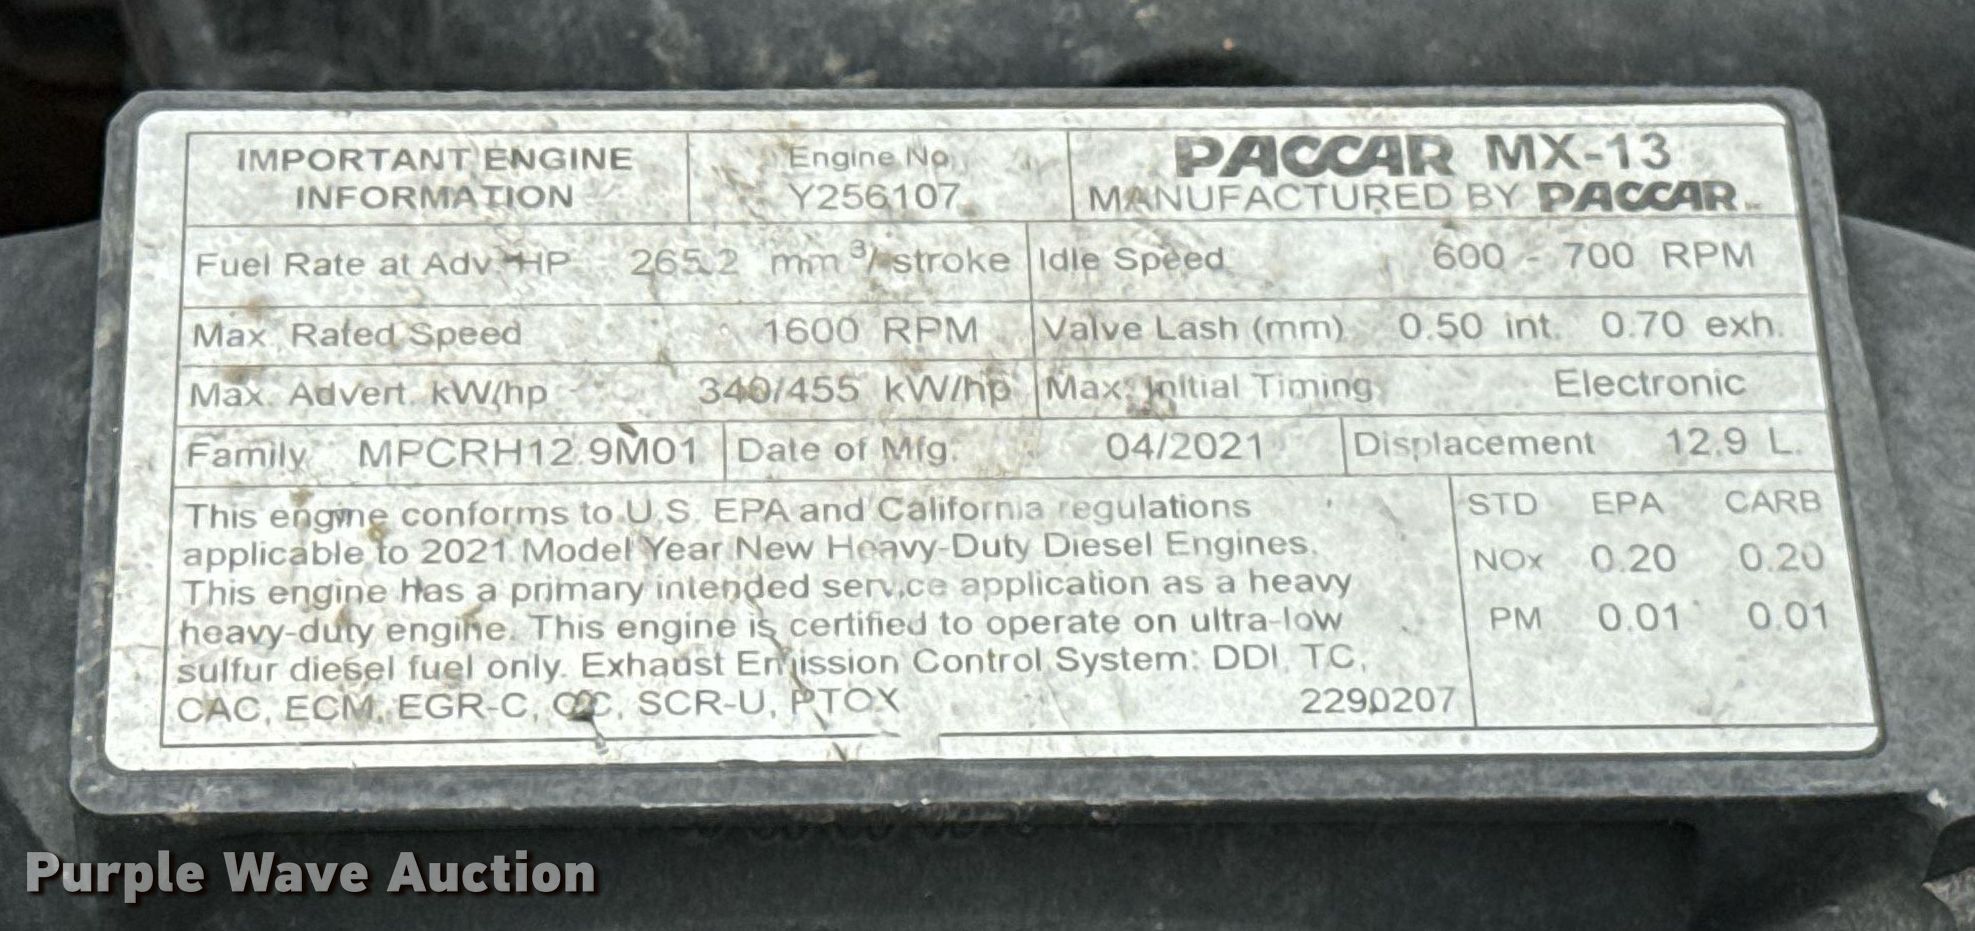 IMPORTANT ENGINE
INFORMATION
Engine No.
Y256107
PACCAR MX-13
MANUFACTURED BY PACCAR
Fuel Rate at Adv. HP 265.2 mm³/ stroke
Idle Speed 600 - 700 RPM
Max. Rated Speed 1600 RPM
Valve Lash (mm) 0.50 int. 0.70 exh.
Max. Advert. kW/hp 340/455 kW/hp
Max. Initial Timing Electronic
Family MPCRH12.9M01
Date of Mfg. 04/2021
Displacement 12.9 L.
This engine conforms to U.S. EPA and California regulations
applicable to 2021 Model Year New Heavy-Duty Diesel Engines.
This engine has a primary intended service application as a heavy
heavy-duty engine. This engine is certified to operate on ultra-low
sulfur diesel fuel only. Exhaust Emission Control System: DDI, TC,
CAC, ECM, EGR-C, SCR-U, PTOX
2290207
STD EPA CARB
NOx 0.20 0.20
PM 0.01 0.01
Purple Wave Auction